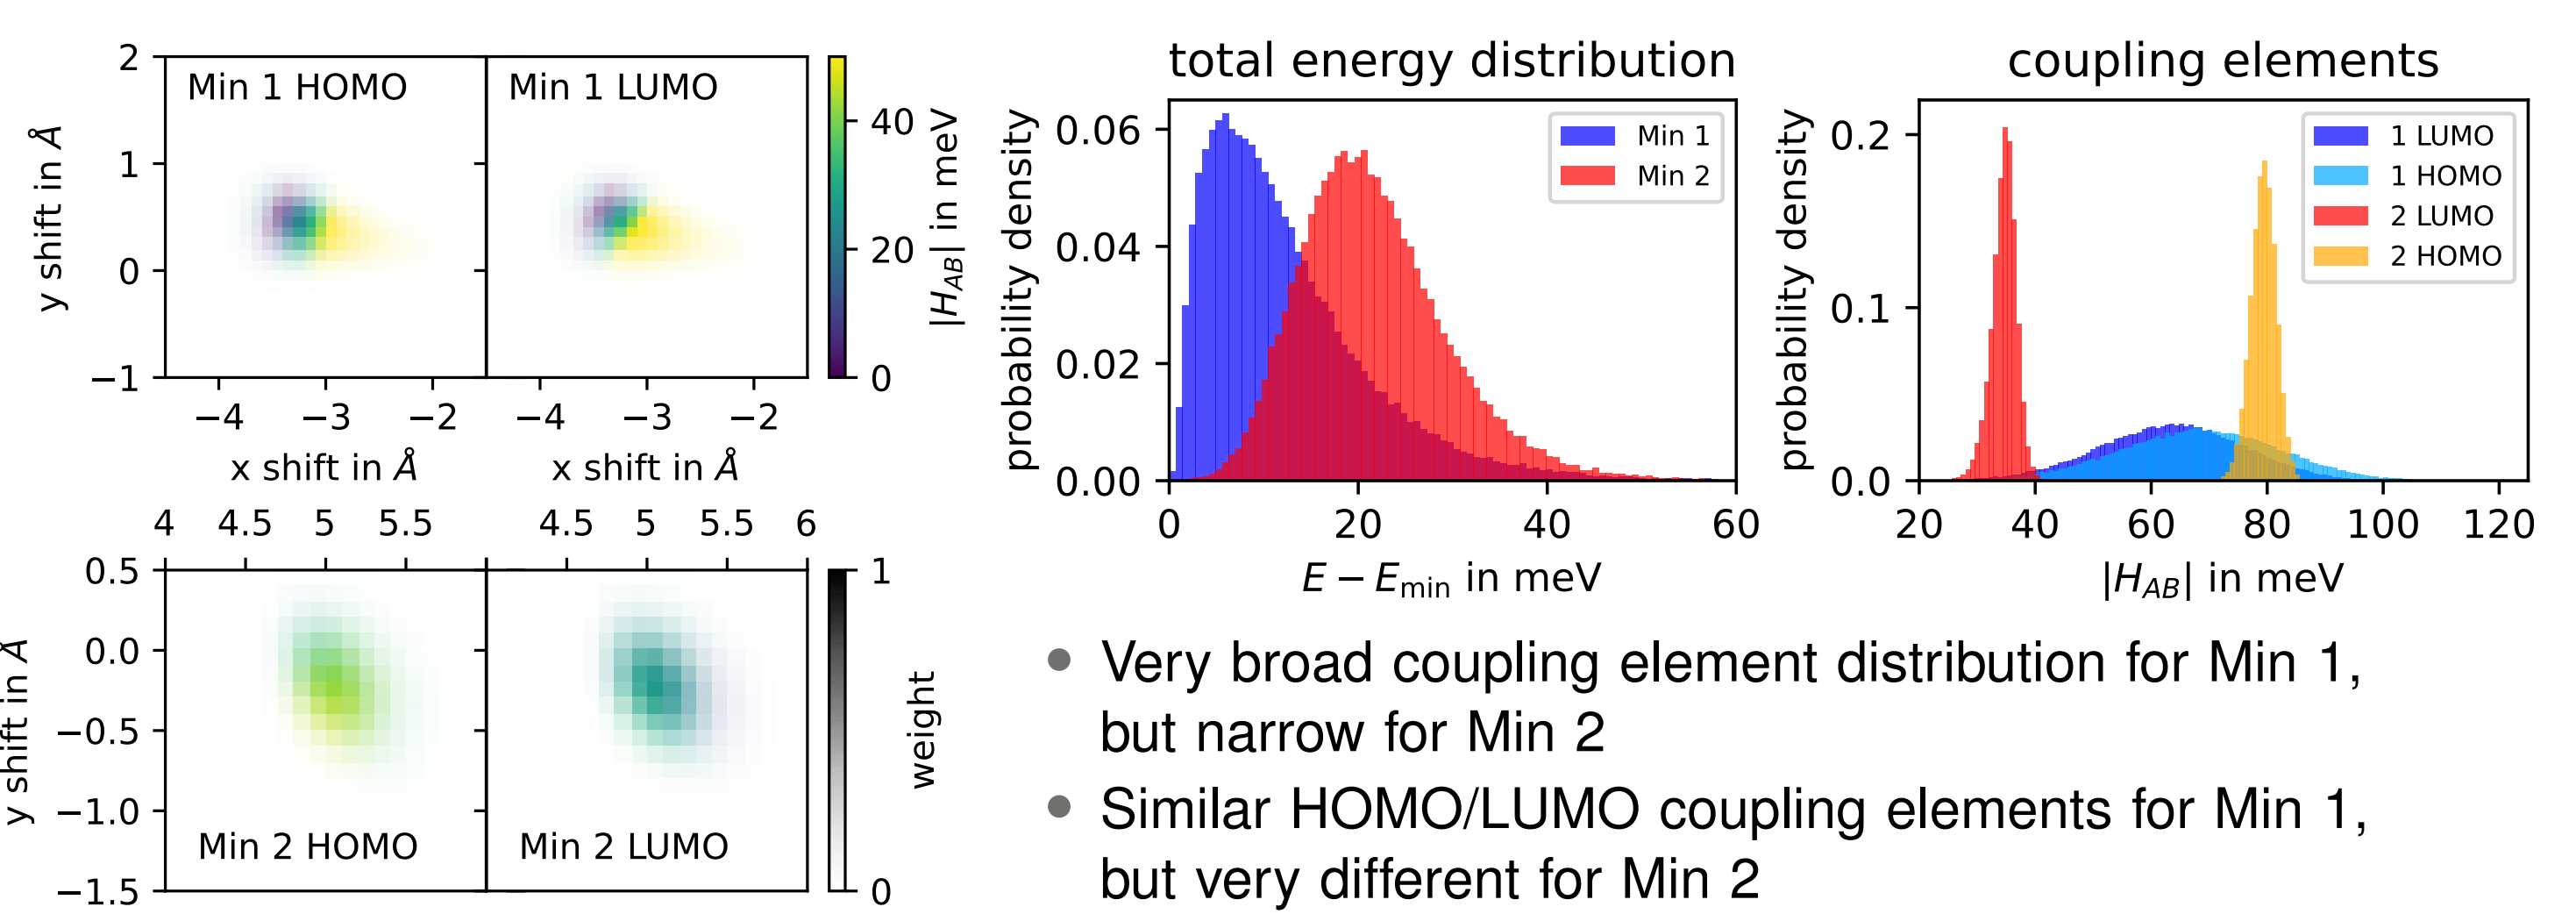 2
1
0
−1
y shift in Å
Min 1 HOMO
Min 1 LUMO
−4 −3 −2
−4 −3 −2
x shift in Å
x shift in Å
40
20
0
|H_AB| in meV
4 4.5 5 5.5
4.5 5 5.5 6
0.5
0.0
−0.5
−1.0
−1.5
y shift in Å
Min 2 HOMO
Min 2 LUMO
1
0
weight
total energy distribution
probability density
0.06
0.04
0.02
0.00
Min 1
Min 2
0 20 40 60
E − E_min in meV
coupling elements
probability density
0.2
0.1
0.0
1 LUMO
1 HOMO
2 LUMO
2 HOMO
20 40 60 80 100 120
|H_AB| in meV
• Very broad coupling element distribution for Min 1,
but narrow for Min 2
• Similar HOMO/LUMO coupling elements for Min 1,
but very different for Min 2